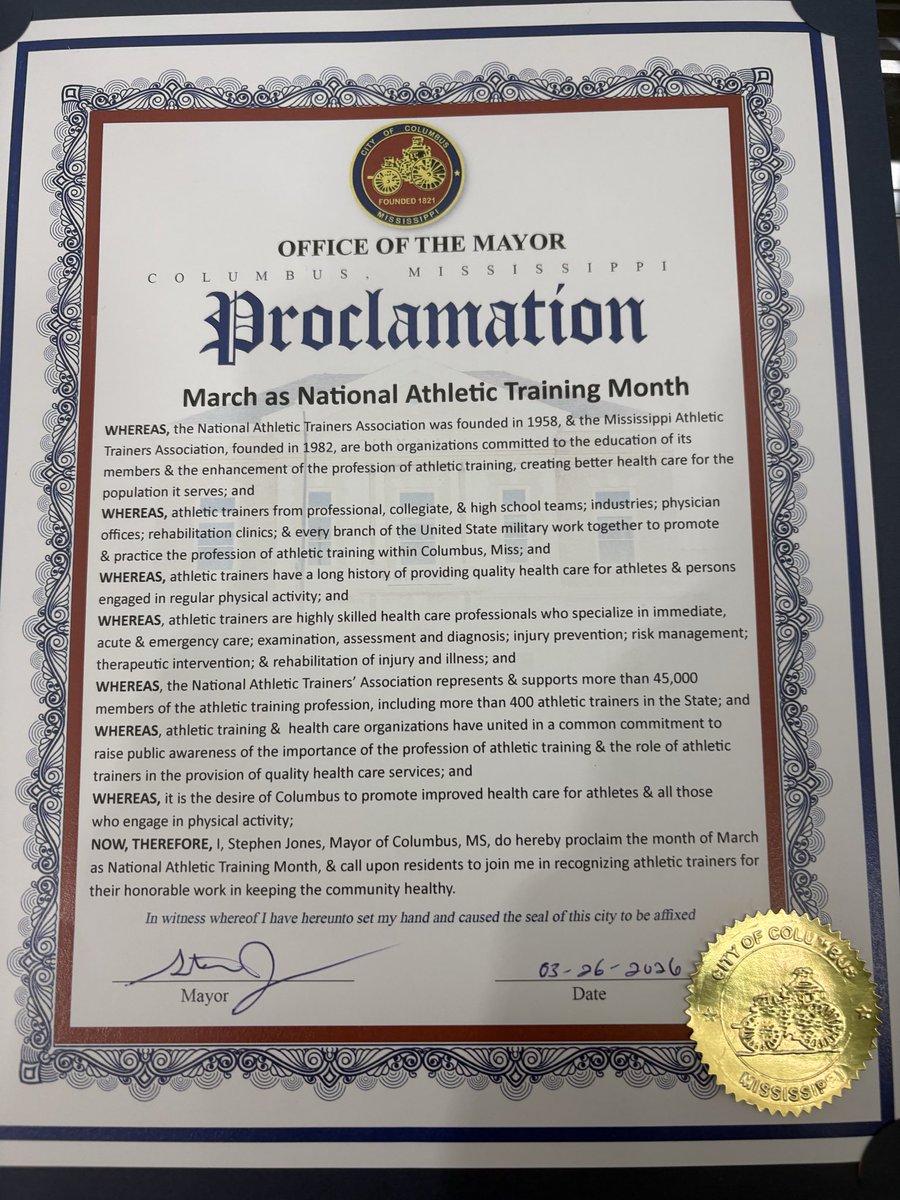 CITY OF COLUMBUS
FOUNDED 1821
MISSISSIPPI
OFFICE OF THE MAYOR
COLUMBUS, MISSISSIPPI
Proclamation
March as National Athletic Training Month
WHEREAS, the National Athletic Trainers Association was founded in 1958, & the Mississippi Athletic
Trainers Association, founded in 1982, are both organizations committed to the education of its
members & the enhancement of the profession of athletic training, creating better health care for the
population it serves; and
WHEREAS, athletic trainers from professional, collegiate, & high school teams; industries; physician
offices; rehabilitation clinics; & every branch of the United State military work together to promote
& practice the profession of athletic training within Columbus, Miss; and
WHEREAS, athletic trainers have a long history of providing quality health care for athletes & persons
engaged in regular physical activity; and
WHEREAS, athletic trainers are highly skilled health care professionals who specialize in immediate,
acute & emergency care; examination, assessment and diagnosis; injury prevention; risk management;
therapeutic intervention; & rehabilitation of injury and illness; and
WHEREAS, the National Athletic Trainers' Association represents & supports more than 45,000
members of the athletic training profession, including more than 400 athletic trainers in the State; and
WHEREAS, athletic training & health care organizations have united in a common commitment to
raise public awareness of the importance of the profession of athletic training & the role of athletic
trainers in the provision of quality health care services; and
WHEREAS, it is the desire of Columbus to promote improved health care for athletes & all those
who engage in physical activity;
NOW, THEREFORE, I, Stephen Jones, Mayor of Columbus, MS, do hereby proclaim the month of March
as National Athletic Training Month, & call upon residents to join me in recognizing athletic trainers for
their honorable work in keeping the community healthy.
In witness whereof I have hereunto set my hand and caused the seal of this city to be affixed
03-26-2026
Mayor
Date
CITY OF COLUMBUS
MISSISSIPPI